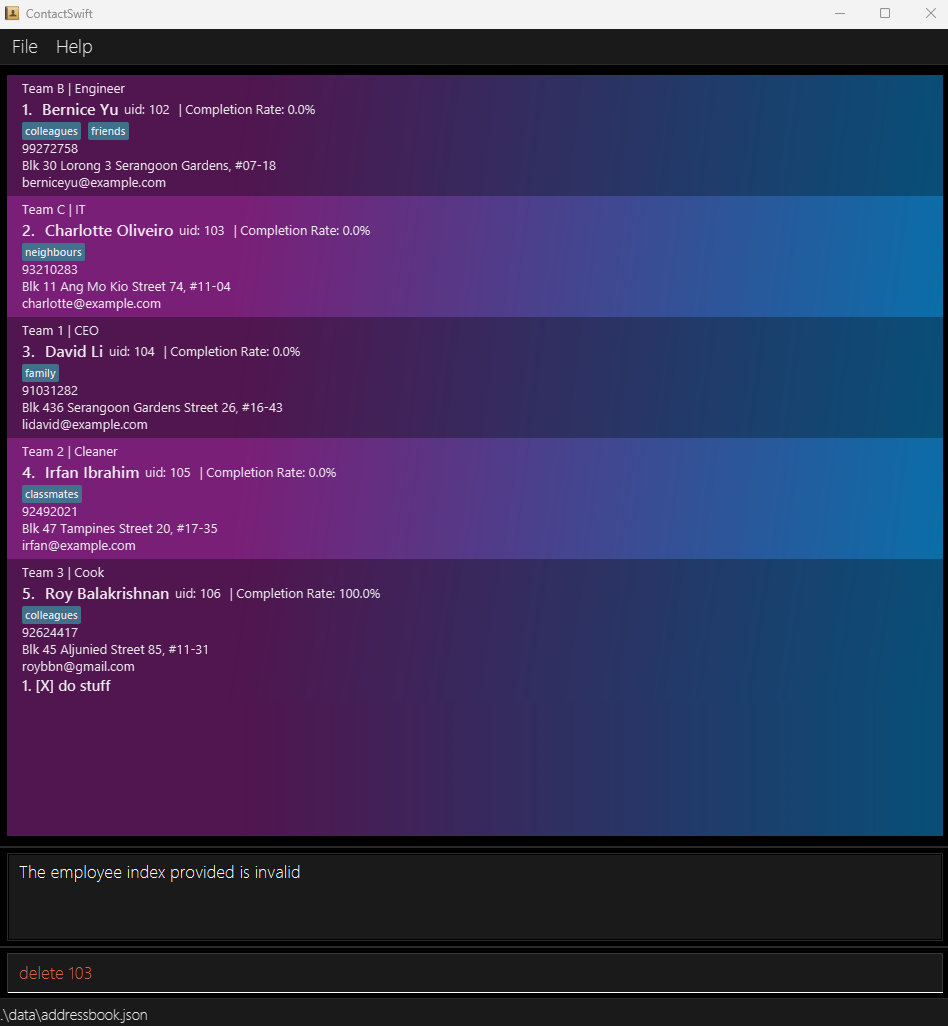 ContactSwift
File Help
Team B | Engineer
1. Bernice Yu uid: 102 | Completion Rate: 0.0%
colleagues friends
99272758
Blk 30 Lorong 3 Serangoon Gardens, #07-18
berniceyu@example.com
Team C | IT
2. Charlotte Oliveiro uid: 103 | Completion Rate: 0.0%
neighbours
93210283
Blk 11 Ang Mo Kio Street 74, #11-04
charlotte@example.com
Team 1 | CEO
3. David Li uid: 104 | Completion Rate: 0.0%
family
91031282
Blk 436 Serangoon Gardens Street 26, #16-43
lidavid@example.com
Team 2 | Cleaner
4. Irfan Ibrahim uid: 105 | Completion Rate: 0.0%
classmates
92492021
Blk 47 Tampines Street 20, #17-35
irfan@example.com
Team 3 | Cook
5. Roy Balakrishnan uid: 106 | Completion Rate: 100.0%
colleagues
92624417
Blk 45 Aljunied Street 85, #11-31
roybbn@gmail.com
1. [X] do stuff
The employee index provided is invalid
delete 103
.\data\addressbook.json